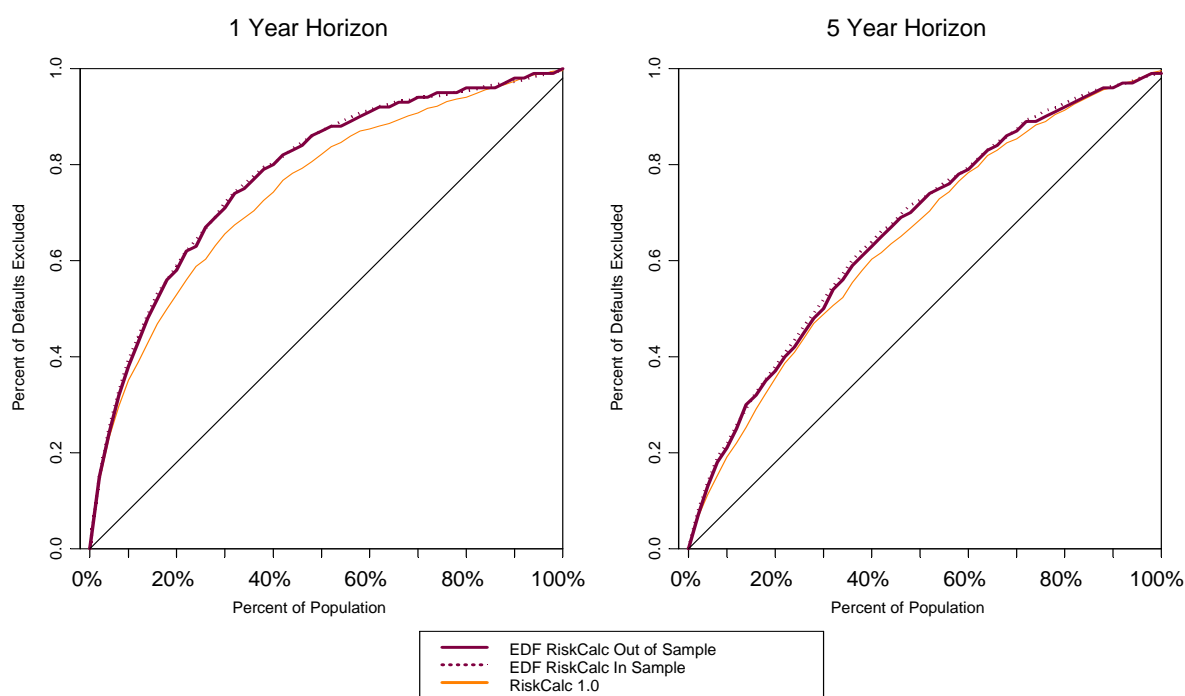 1 Year Horizon
Percent of Defaults Excluded
1.0
0.8
0.6
0.4
0.2
0.0
0% 20% 40% 60% 80% 100%
Percent of Population
5 Year Horizon
Percent of Defaults Excluded
1.0
0.8
0.6
0.4
0.2
0.0
0% 20% 40% 60% 80% 100%
Percent of Population
EDF RiskCalc Out of Sample
EDF RiskCalc In Sample
RiskCalc 1.0